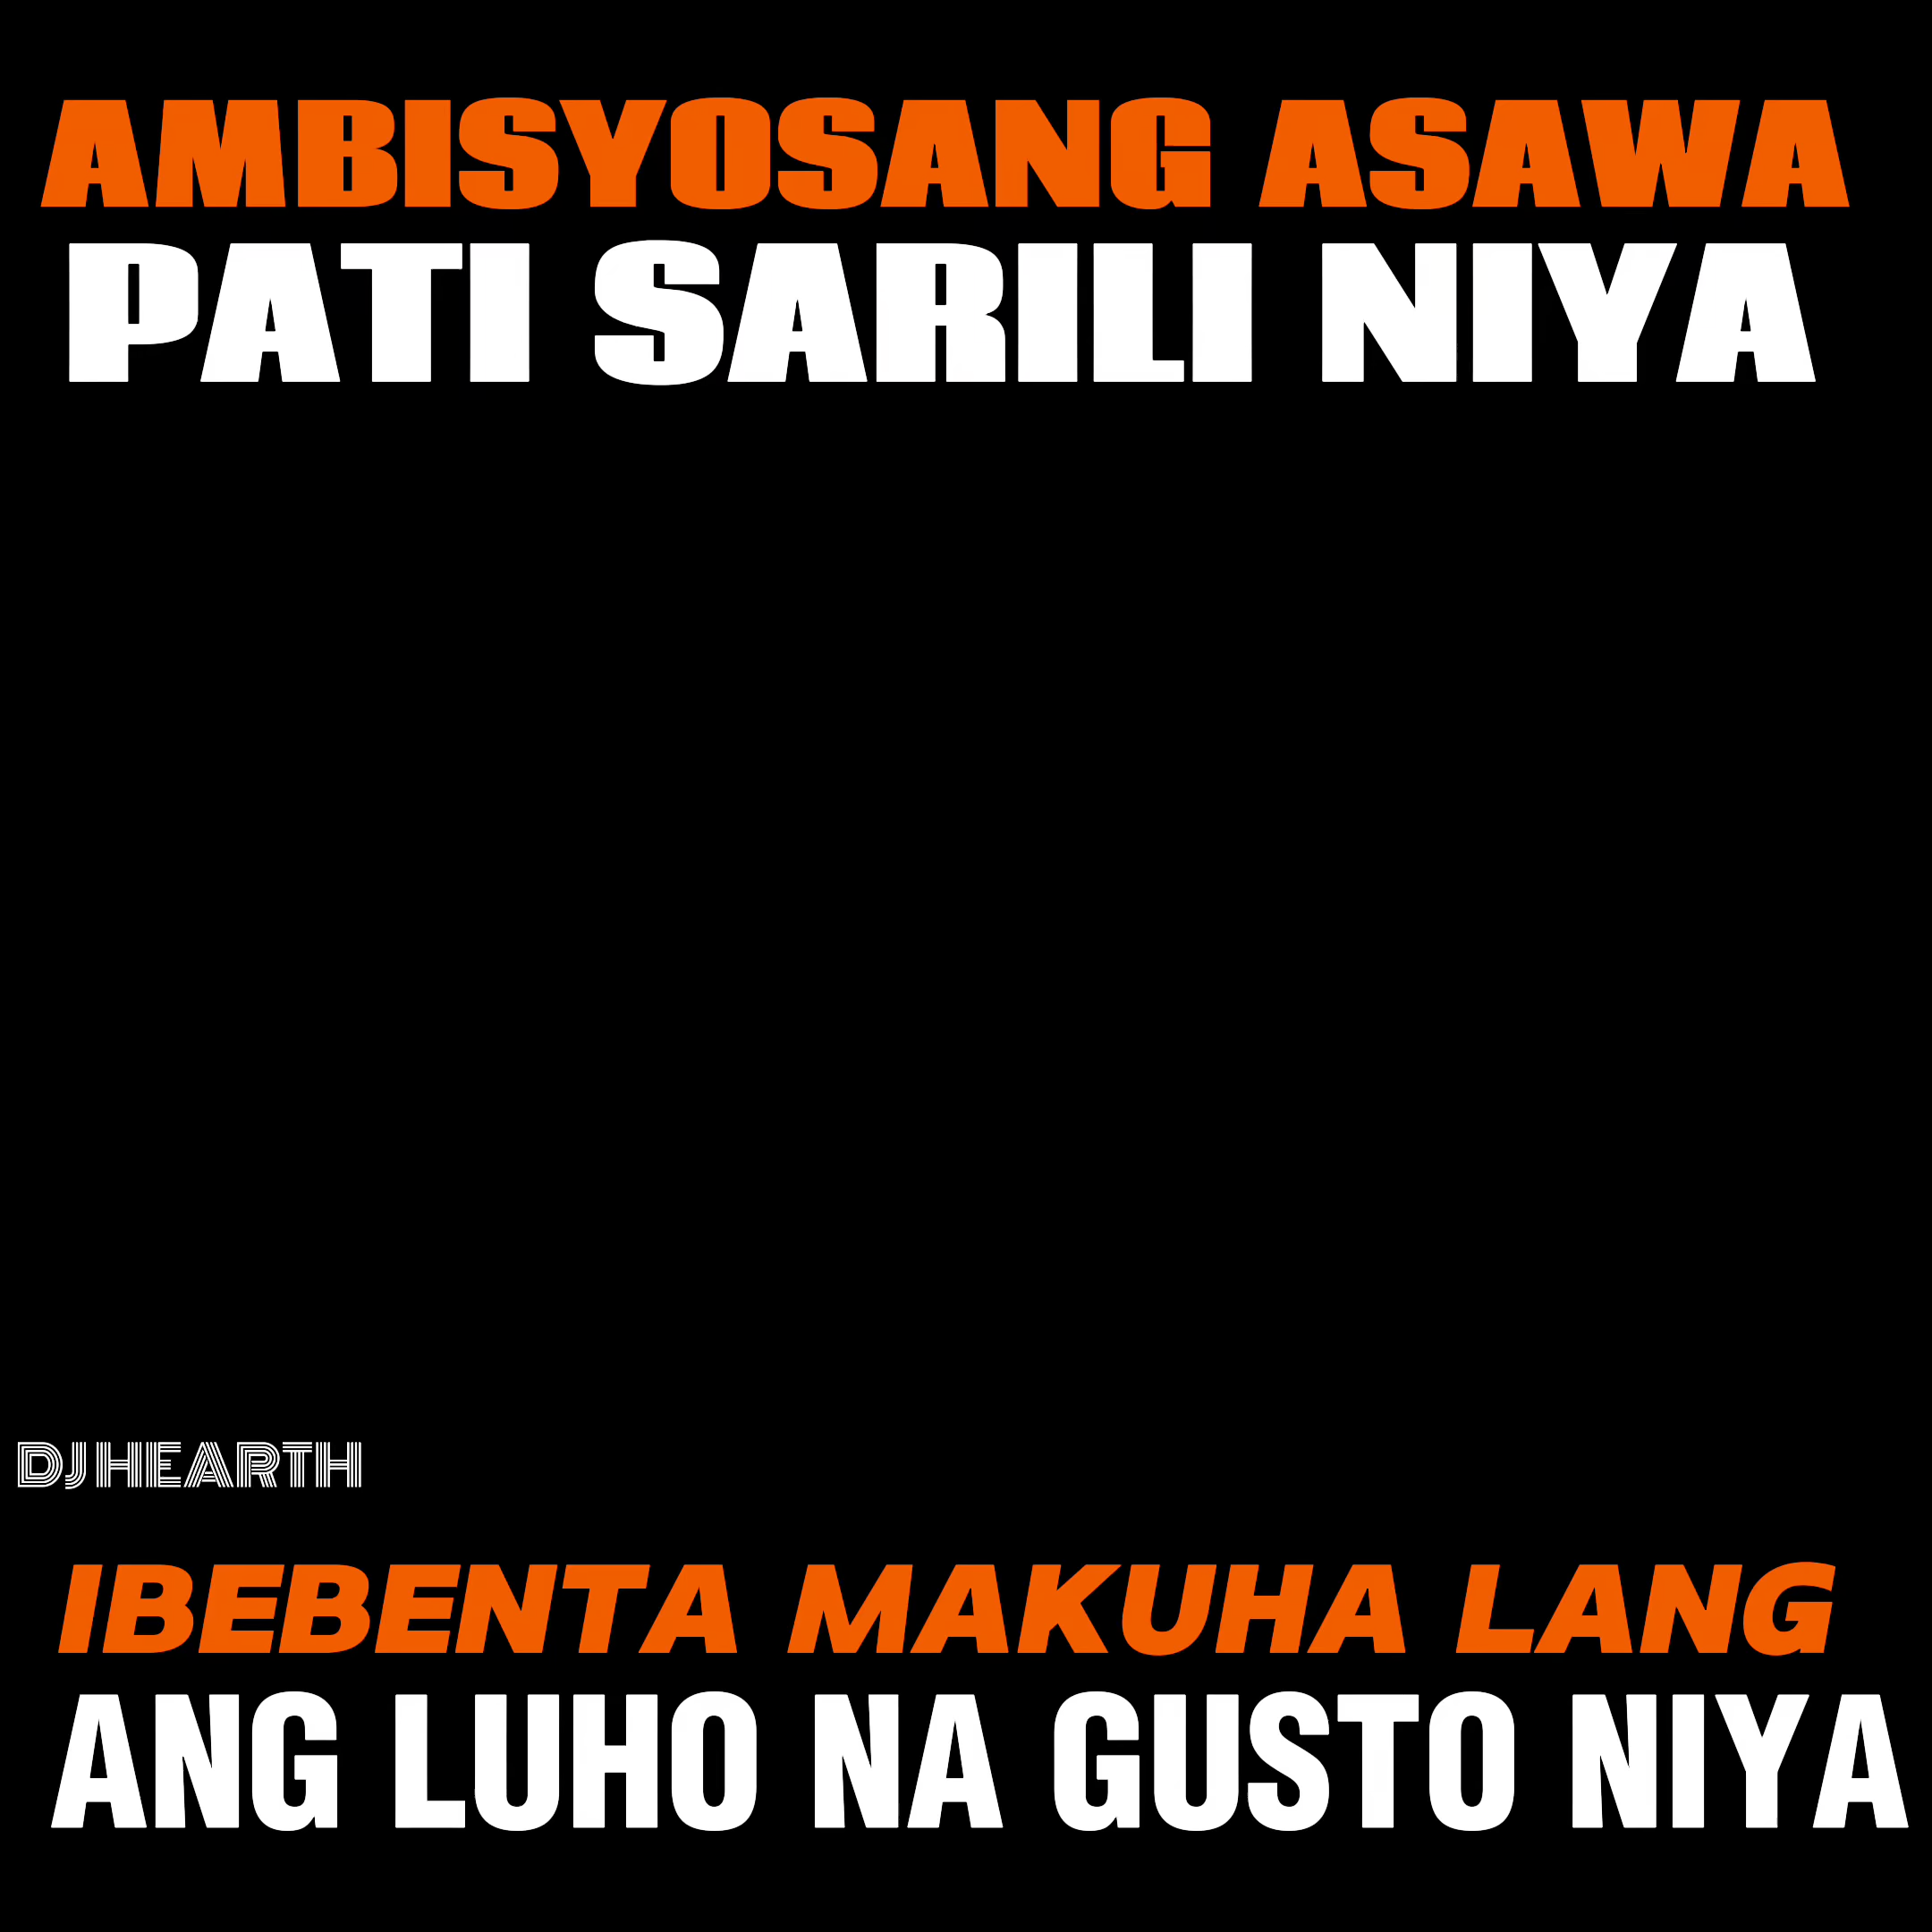 AMBISYOSANG ASAWA
PATI SARILI NIYA
DJ HEARTH
IBEBENTA MAKUHA LANG
ANG LUHO NA GUSTO NIYA